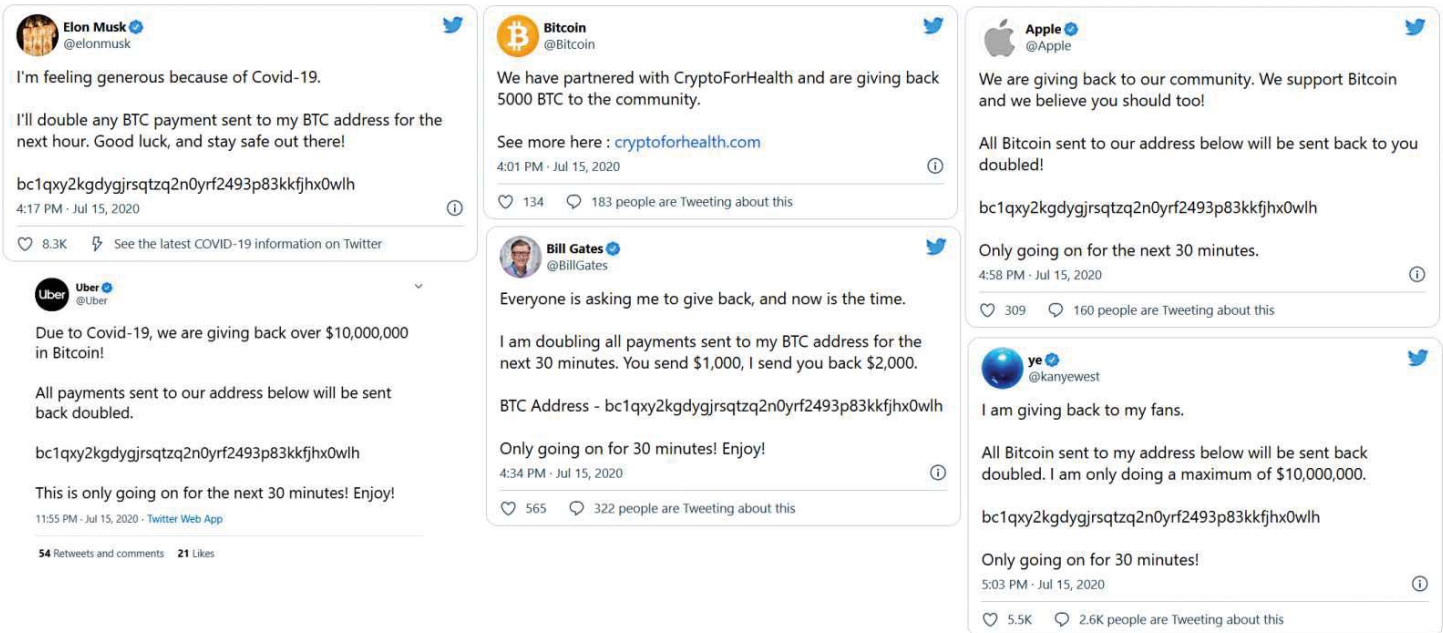 Elon Musk
@elonmusk
I'm feeling generous because of Covid-19.
I'll double any BTC payment sent to my BTC address for the
next hour. Good luck, and stay safe out there!
bc1qxy2kgdygjrsqtzq2n0yrf2493p83kkfjhx0wlh
4:17 PM · Jul 15, 2020
8.3K See the latest COVID-19 information on Twitter
Uber
Uber
@Uber
Due to Covid-19, we are giving back over $10,000,000
in Bitcoin!
All payments sent to our address below will be sent
back doubled.
bc1qxy2kgdygjrsqtzq2n0yrf2493p83kkfjhx0wlh
This is only going on for the next 30 minutes! Enjoy!
11:55 PM · Jul 15, 2020 · Twitter Web App
54 Retweets and comments 21 Likes
Bitcoin
@Bitcoin
We have partnered with CryptoForHealth and are giving back
5000 BTC to the community.
See more here : cryptoforhealth.com
4:01 PM · Jul 15, 2020
134 183 people are Tweeting about this
Bill Gates
@BillGates
Everyone is asking me to give back, and now is the time.
I am doubling all payments sent to my BTC address for the
next 30 minutes. You send $1,000, I send you back $2,000.
BTC Address - bc1qxy2kgdygjrsqtzq2n0yrf2493p83kkfjhx0wlh
Only going on for 30 minutes! Enjoy!
4:34 PM · Jul 15, 2020
565 322 people are Tweeting about this
Apple
@Apple
We are giving back to our community. We support Bitcoin
and we believe you should too!
All Bitcoin sent to our address below will be sent back to you
doubled!
bc1qxy2kgdygjrsqtzq2n0yrf2493p83kkfjhx0wlh
Only going on for the next 30 minutes.
4:58 PM · Jul 15, 2020
309 160 people are Tweeting about this
ye
@kanyewest
I am giving back to my fans.
All Bitcoin sent to my address below will be sent back
doubled. I am only doing a maximum of $10,000,000.
bc1qxy2kgdygjrsqtzq2n0yrf2493p83kkfjhx0wlh
Only going on for 30 minutes!
5:03 PM · Jul 15, 2020
5.5K 2.6K people are Tweeting about this